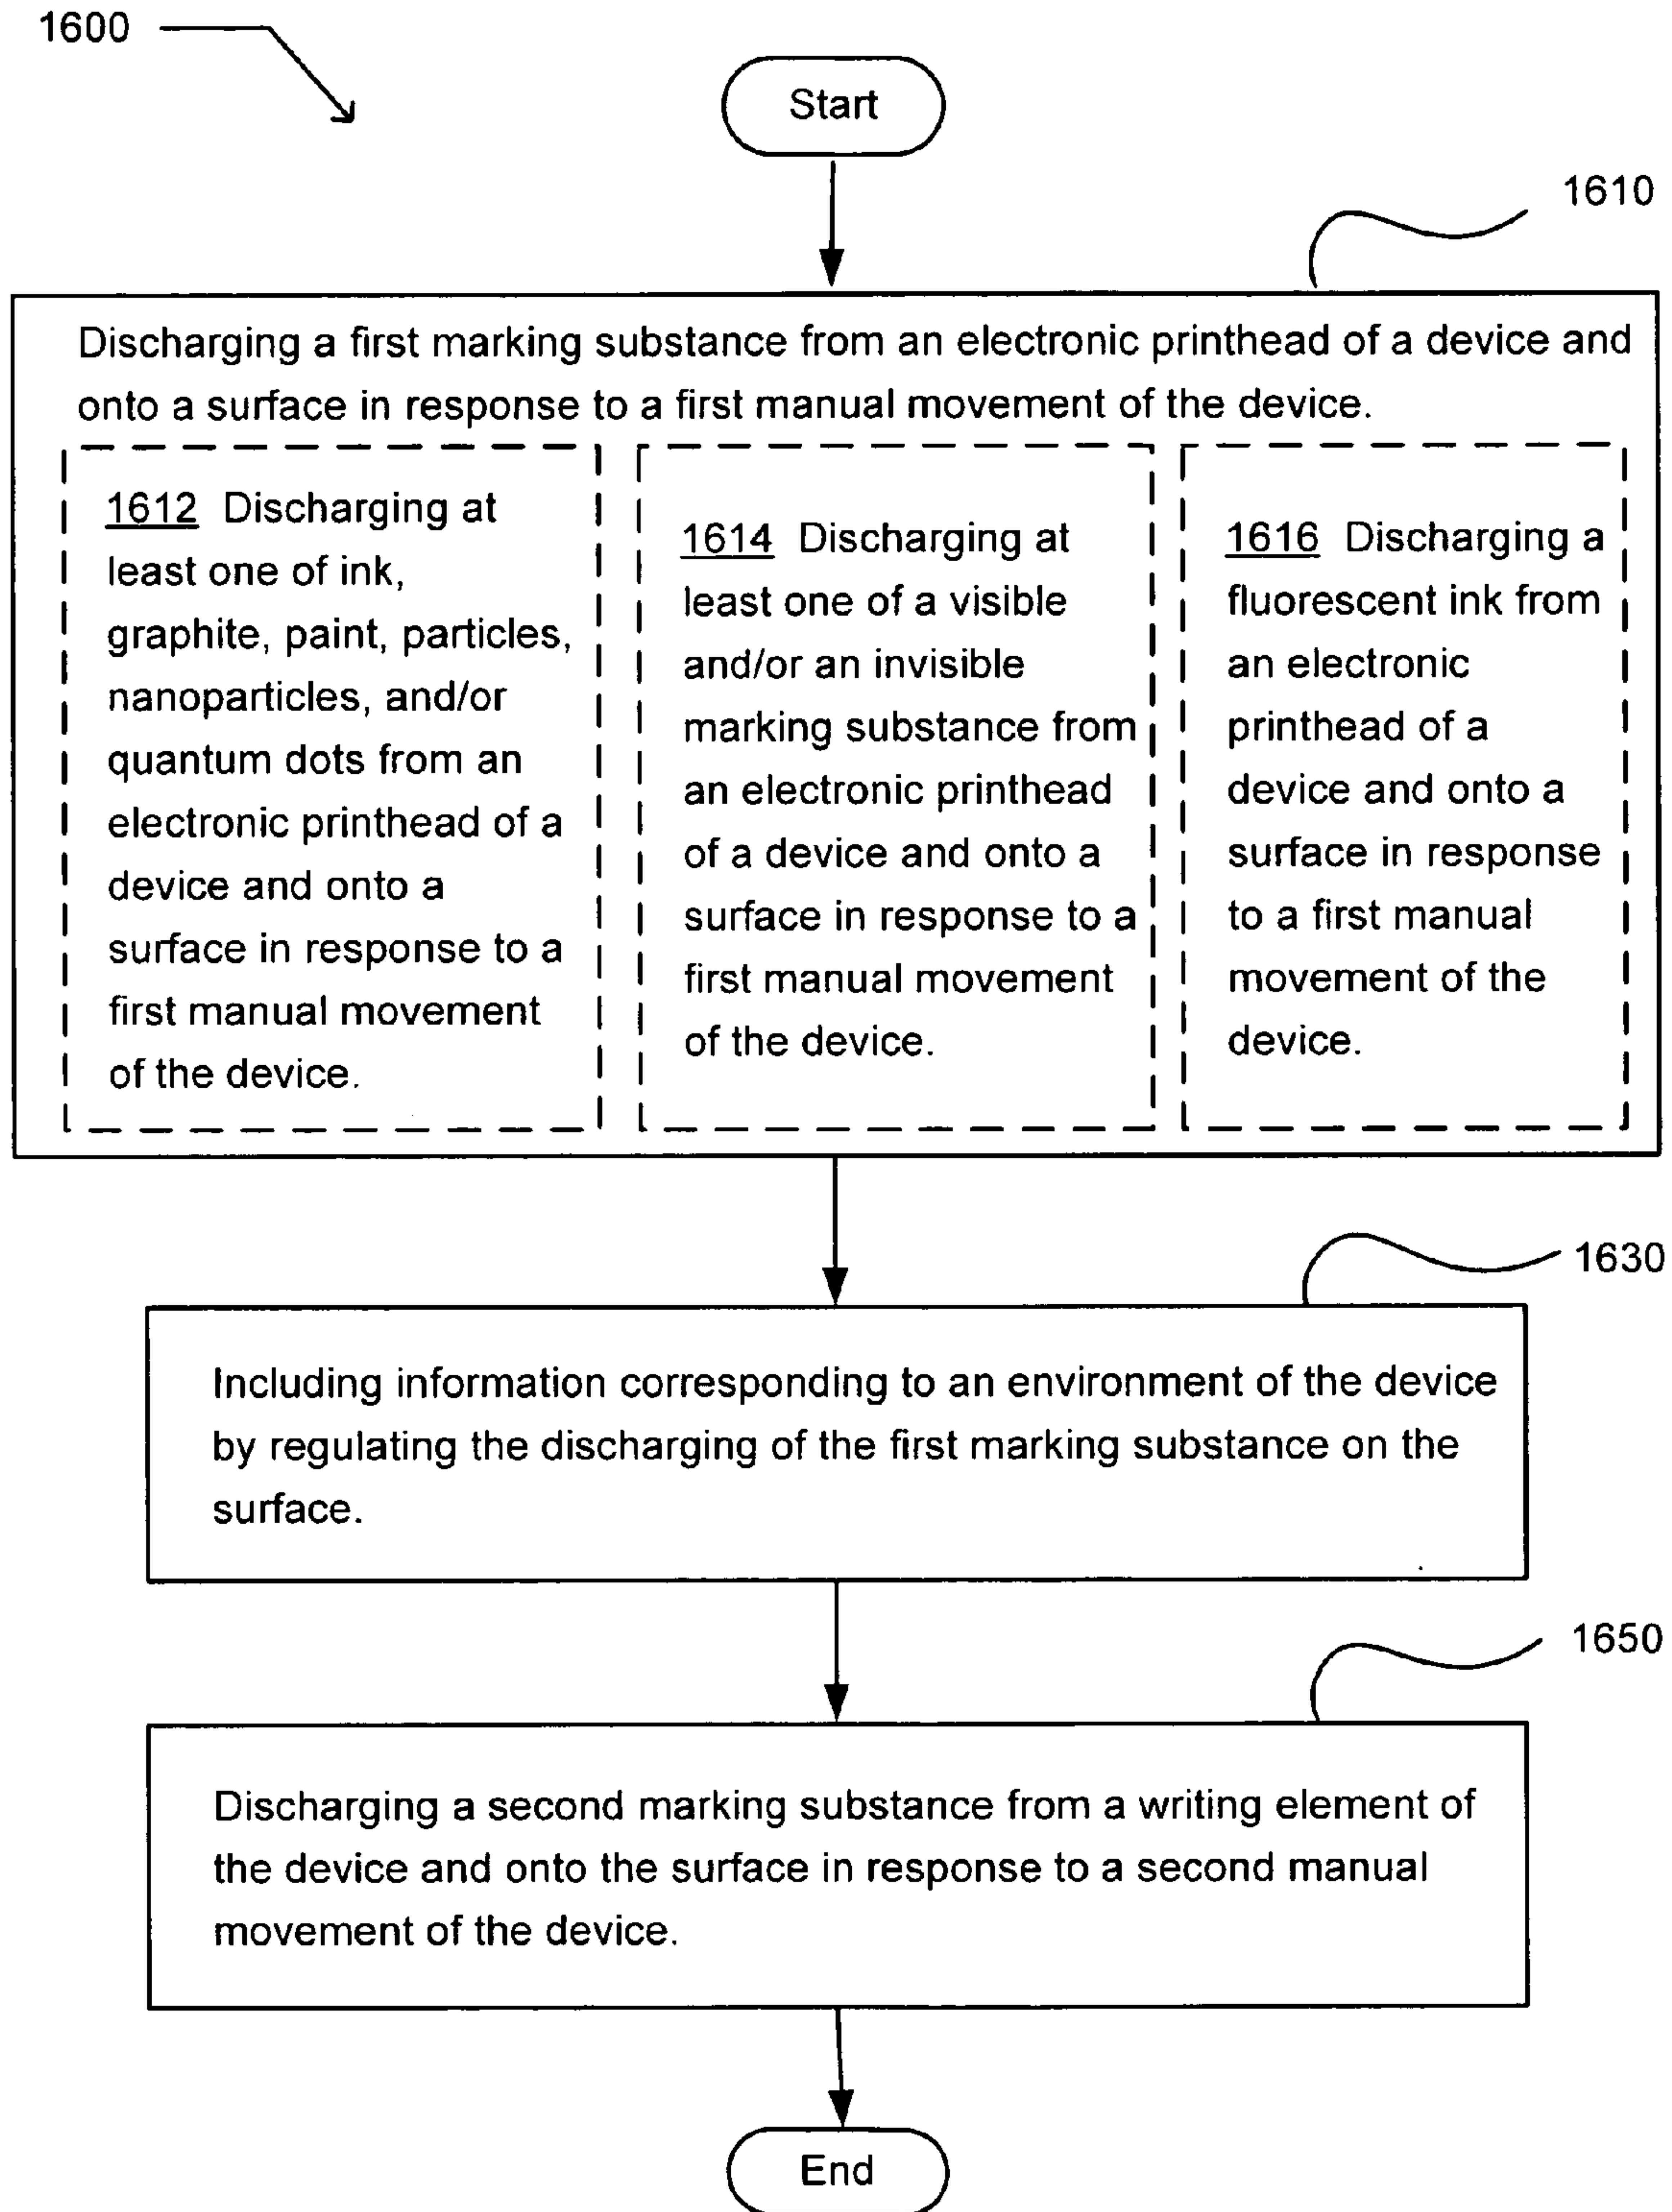 1600
Start
1610
Discharging a first marking substance from an electronic printhead of a device and
onto a surface in response to a first manual movement of the device.
1612 Discharging at
least one of ink,
graphite, paint, particles,
nanoparticles, and/or
quantum dots from an
electronic printhead of a
device and onto a
surface in response to a
first manual movement
of the device.
1614 Discharging at
least one of a visible
and/or an invisible
marking substance from
an electronic printhead
of a device and onto a
surface in response to a
first manual movement
of the device.
1616 Discharging a
fluorescent ink from
an electronic
printhead of a
device and onto a
surface in response
to a first manual
movement of the
device.
1630
Including information corresponding to an environment of the device
by regulating the discharging of the first marking substance on the
surface.
1650
Discharging a second marking substance from a writing element of
the device and onto the surface in response to a second manual
movement of the device.
End